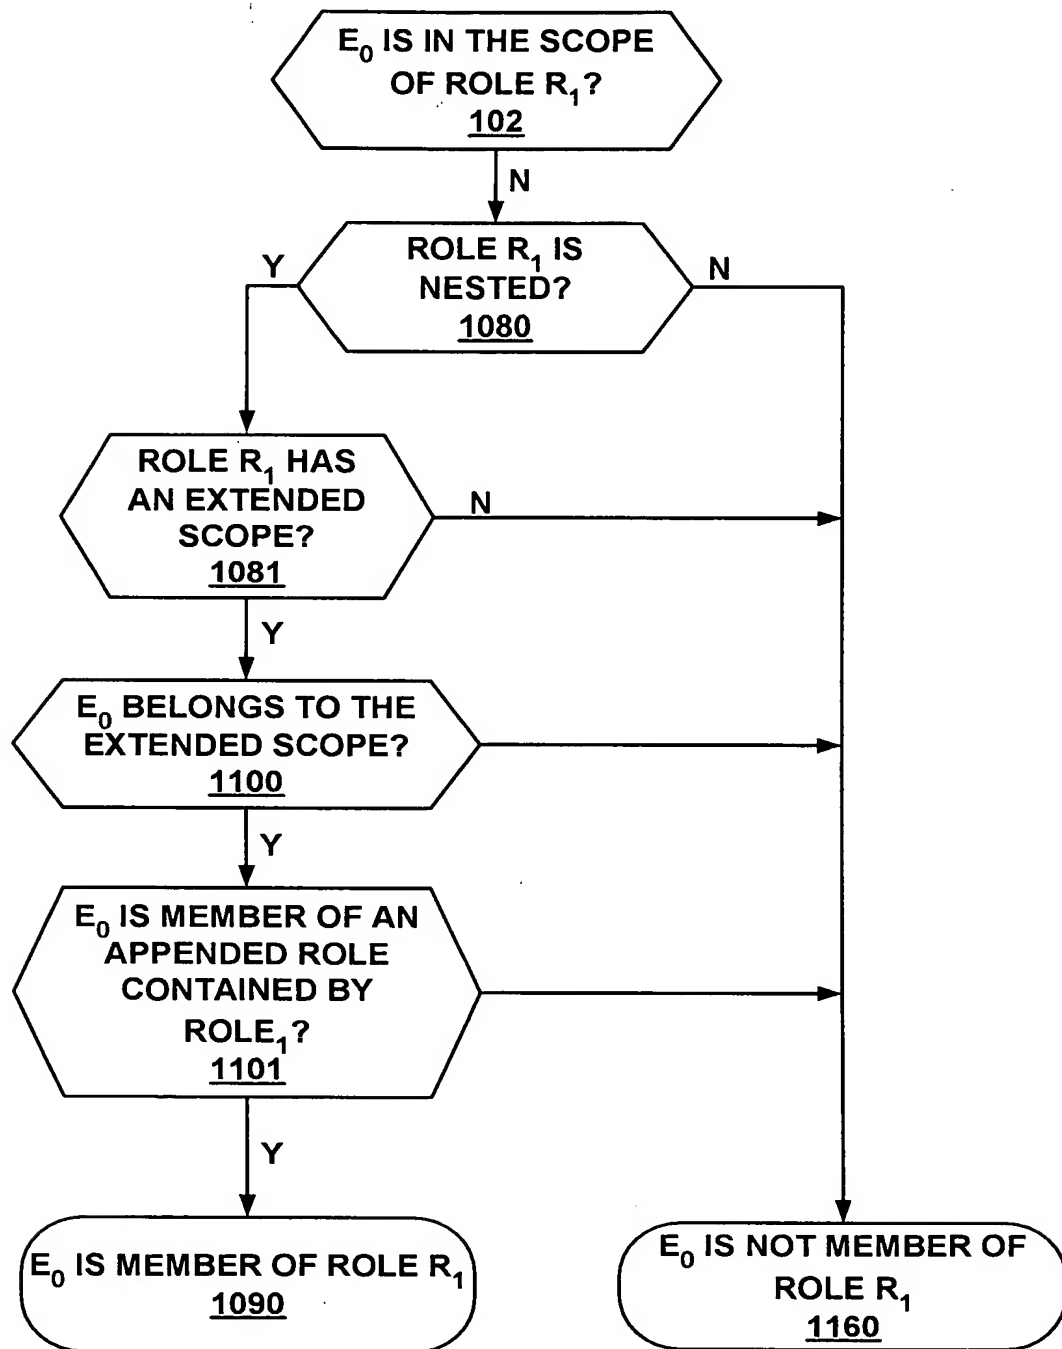 E₀ IS IN THE SCOPE
OF ROLE R₁?
102
N
ROLE R₁ IS
NESTED?
1080
Y
N
ROLE R₁ HAS
AN EXTENDED
SCOPE?
1081
N
Y
E₀ BELONGS TO THE
EXTENDED SCOPE?
1100
Y
E₀ IS MEMBER OF AN
APPENDED ROLE
CONTAINED BY
ROLE₁?
1101
Y
E₀ IS MEMBER OF ROLE R₁
1090
E₀ IS NOT MEMBER OF
ROLE R₁
1160